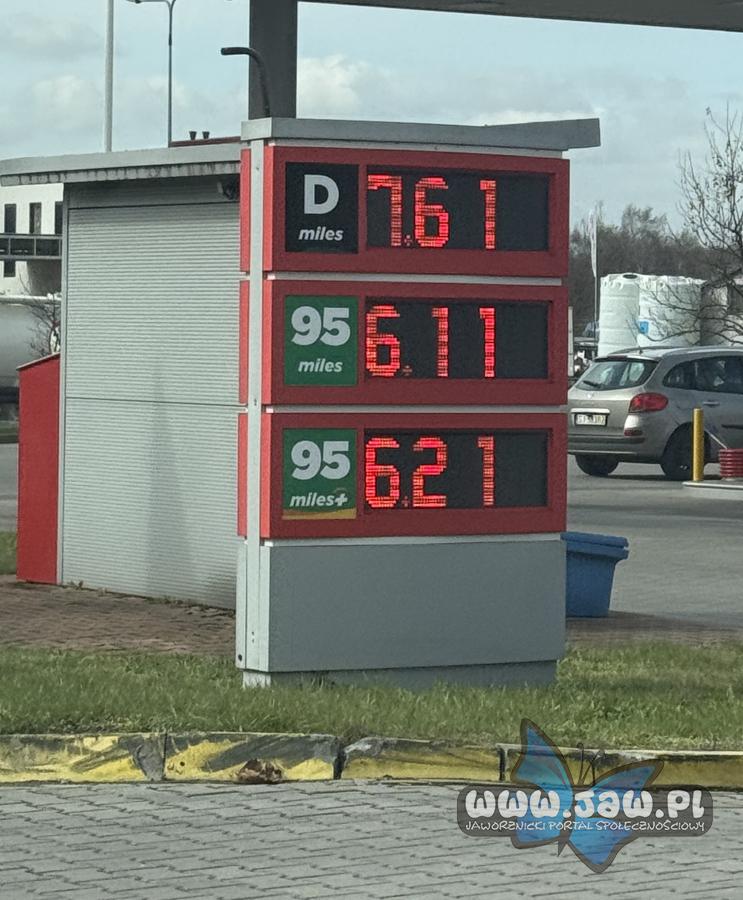 D
miles
7.61
95
miles
6.11
95
miles+
6.21
www.JAW.PL
JAWORZNICKI PORTAL SPOŁECZNOŚCIOWY